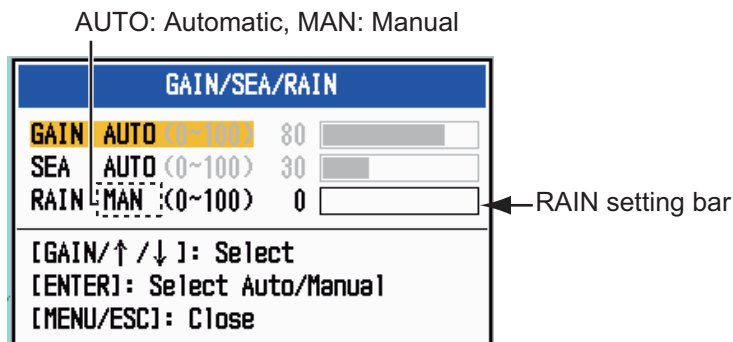 AUTO: Automatic, MAN: Manual
GAIN/SEA/RAIN
GAIN AUTO (0~100) 80
SEA AUTO (0~100) 30
RAIN MAN (0~100) 0
RAIN setting bar
[GAIN/↑/↓]: Select
[ENTER]: Select Auto/Manual
[MENU/ESC]: Close